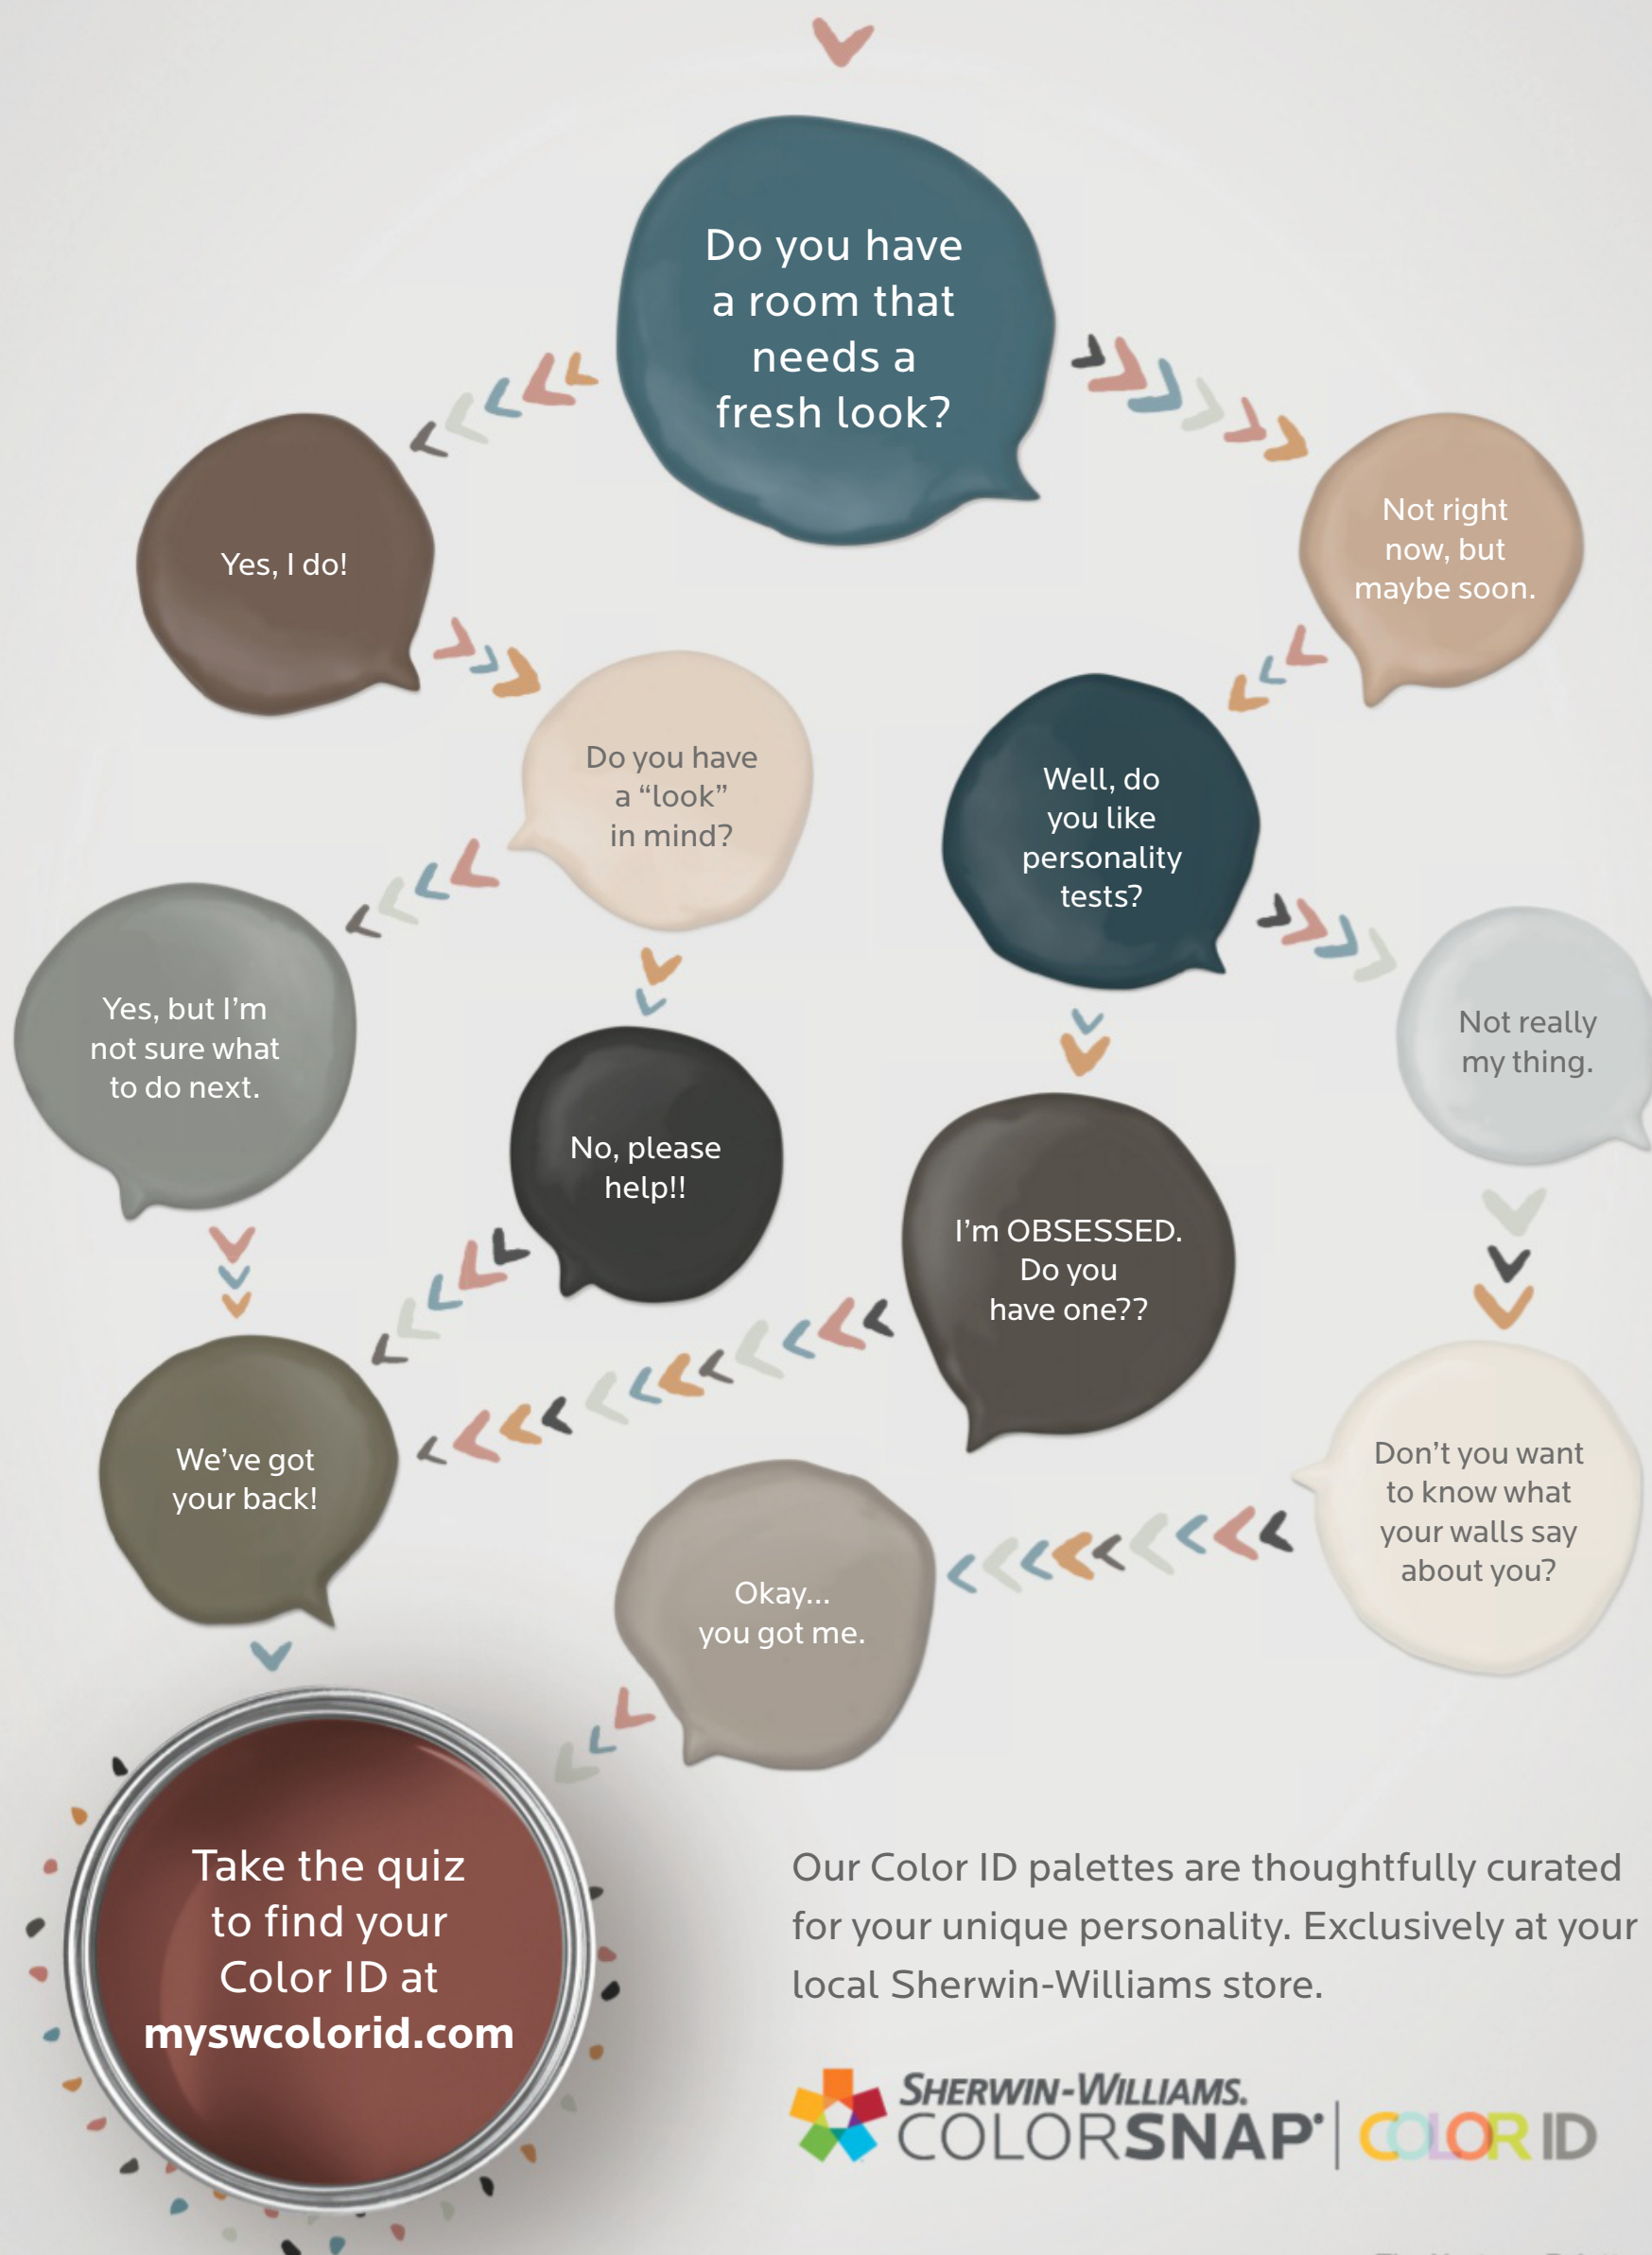 Do you have
a room that
needs a
fresh look?
Yes, I do!
Not right
now, but
maybe soon.
Do you have
a “look”
in mind?
Well, do
you like
personality
tests?
Yes, but I’m
not sure what
to do next.
Not really
my thing.
No, please
help!!
I’m OBSESSED.
Do you
have one??
We’ve got
your back!
Don’t you want
to know what
your walls say
about you?
Okay...
you got me.
Take the quiz
to find your
Color ID at
myswcolorid.com
Our Color ID palettes are thoughtfully curated
for your unique personality. Exclusively at your
local Sherwin-Williams store.
SHERWIN-WILLIAMS.
COLORSNAP® | COLOR ID